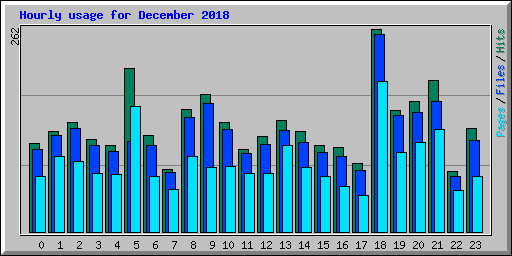 Hourly usage for December 2018
262
Pages/Files/Hits
0 1 2 3 4 5 6 7 8 9 10 11 12 13 14 15 16 17 18 19 20 21 22 23